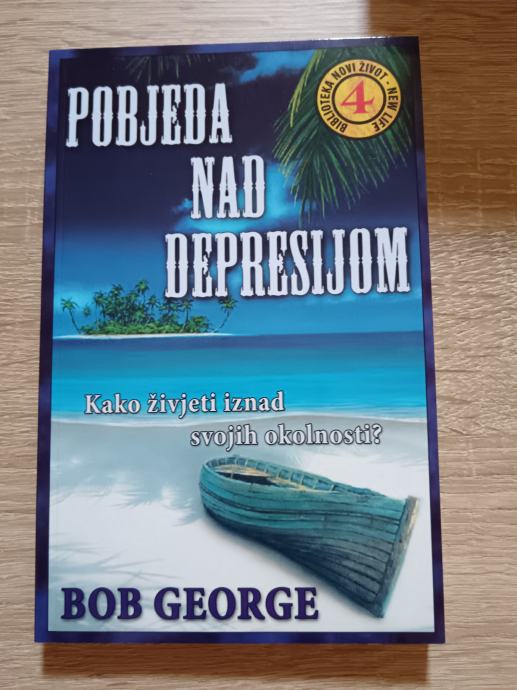 POBJEDA
NAD
DEPRESIJOM
BIBLIOTEKA NOVI ŽIVOT - NEW LIFE
4
Kako živjeti iznad
svojih okolnosti?
BOB GEORGE